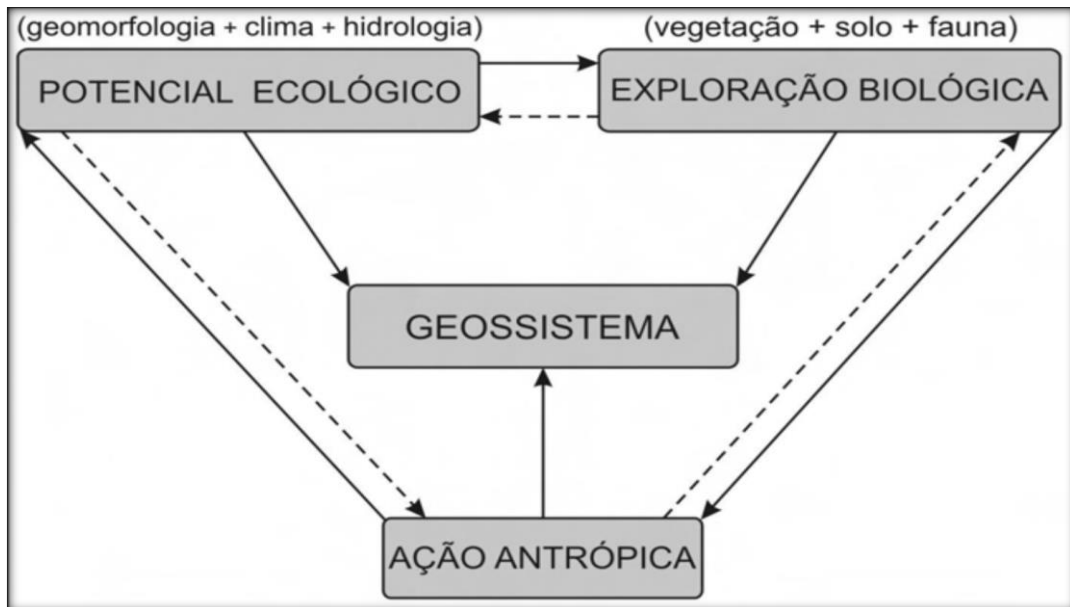 (geomorfologia + clima + hidrologia)
(vegetação + solo + fauna)
POTENCIAL ECOLÓGICO
EXPLORAÇÃO BIOLÓGICA
GEOSSISTEMA
AÇÃO ANTRÓPICA